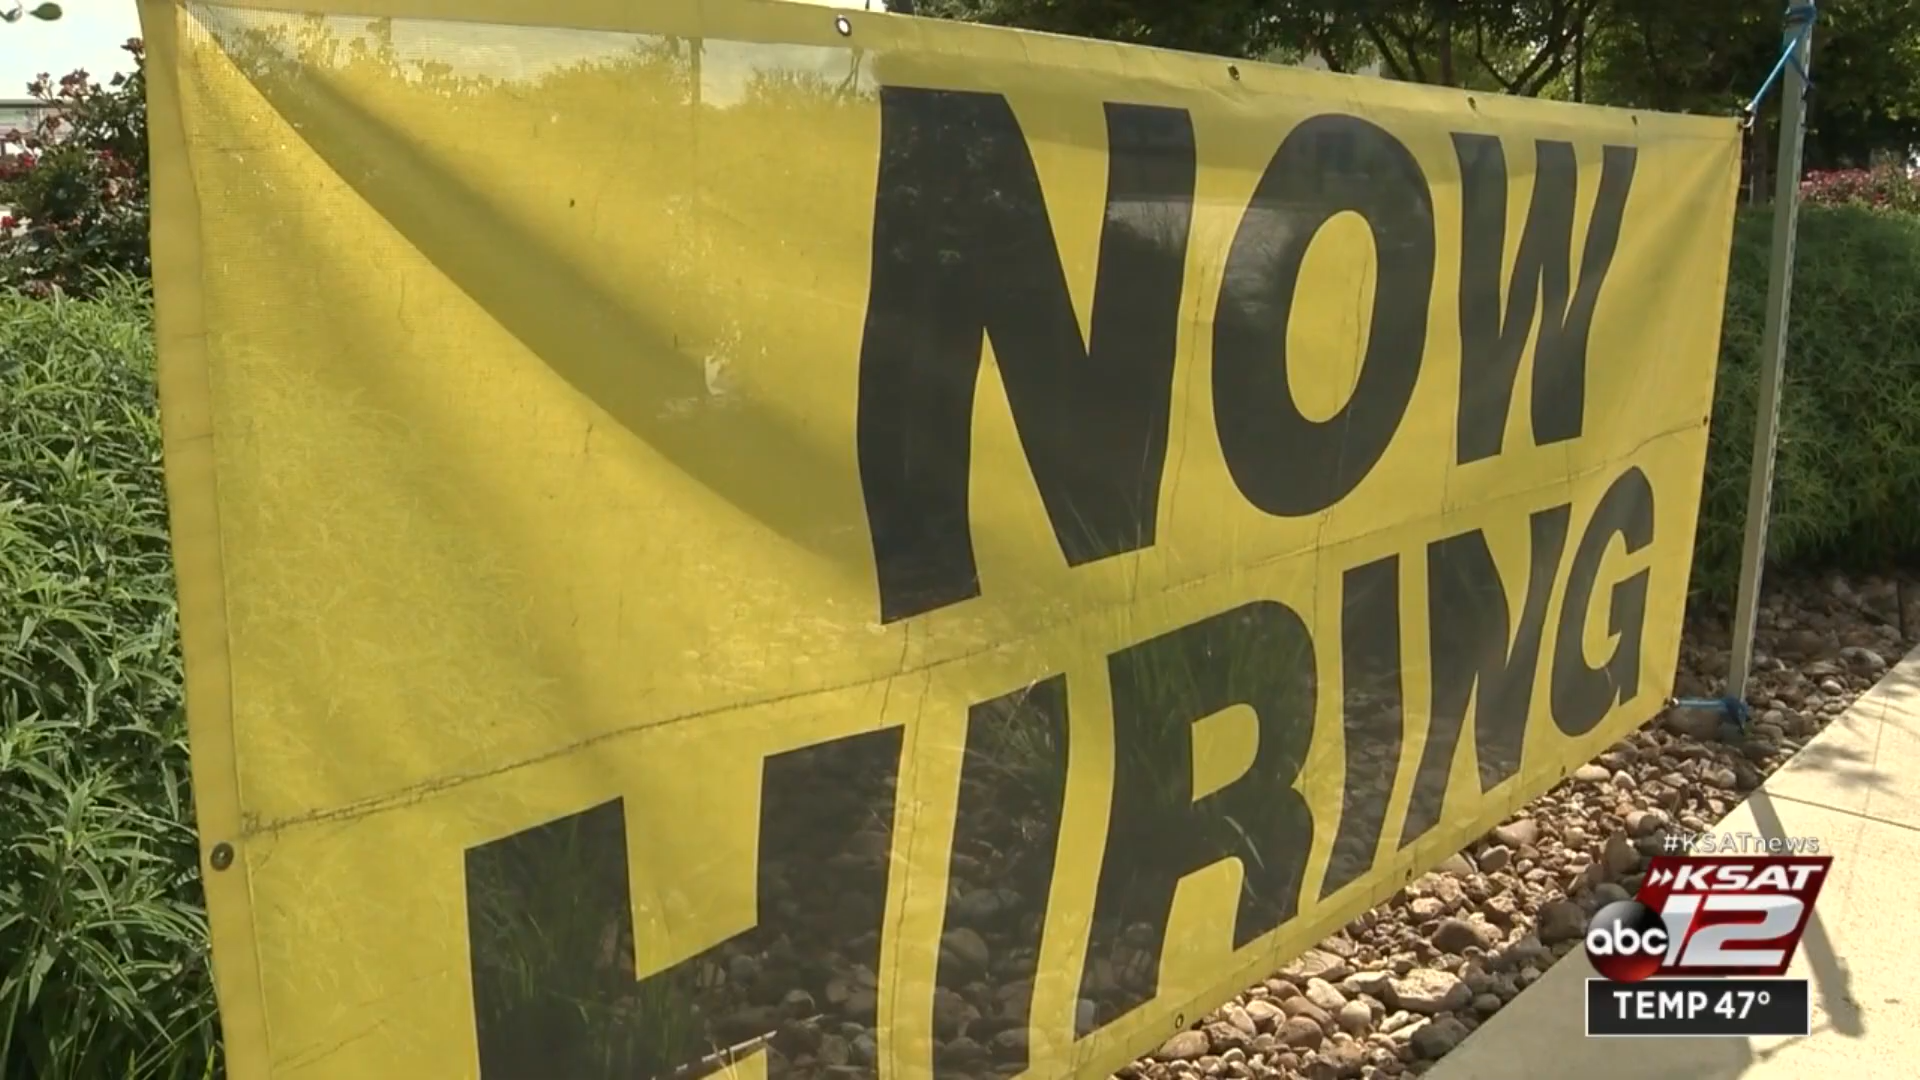 NOW
HIRING
#KSATnews
KSAT
abc 12
TEMP 47°